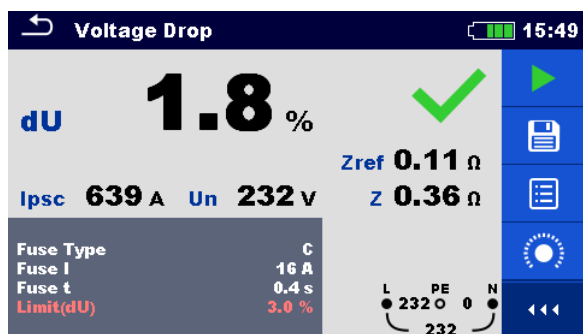 Voltage Drop 15:49
dU 1.8 %
Zref 0.11 Ω
Ipsc 639 A Un 232 V Z 0.36 Ω
Fuse Type C
Fuse I 16 A
Fuse t 0.4 s
Limit(dU) 3.0 %
L PE N
232 0
232